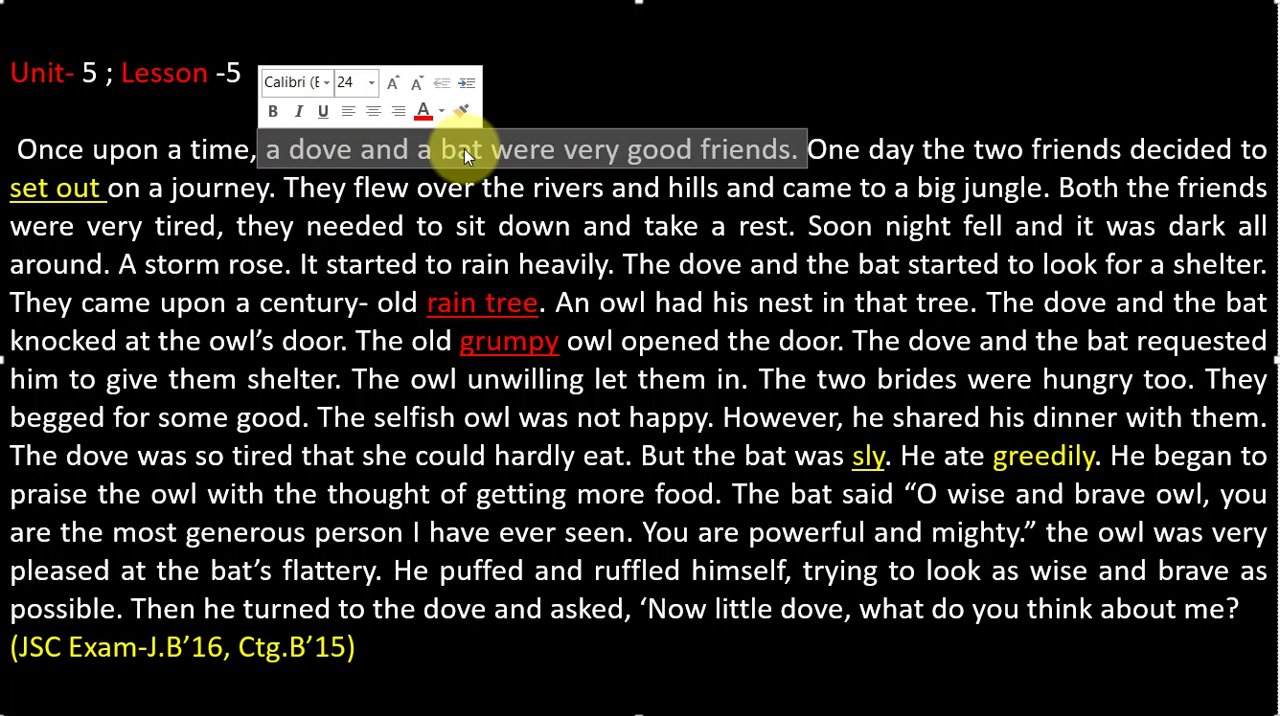 Unit- 5 ; Lesson -5
Calibri (E 24 A A
B I U A
Once upon a time, a dove and a bat were very good friends. One day the two friends decided to
set out on a journey. They flew over the rivers and hills and came to a big jungle. Both the friends
were very tired, they needed to sit down and take a rest. Soon night fell and it was dark all
around. A storm rose. It started to rain heavily. The dove and the bat started to look for a shelter.
They came upon a century- old rain tree. An owl had his nest in that tree. The dove and the bat
knocked at the owl’s door. The old grumpy owl opened the door. The dove and the bat requested
him to give them shelter. The owl unwilling let them in. The two brides were hungry too. They
begged for some good. The selfish owl was not happy. However, he shared his dinner with them.
The dove was so tired that she could hardly eat. But the bat was sly. He ate greedily. He began to
praise the owl with the thought of getting more food. The bat said “O wise and brave owl, you
are the most generous person I have ever seen. You are powerful and mighty.” the owl was very
pleased at the bat’s flattery. He puffed and ruffled himself, trying to look as wise and brave as
possible. Then he turned to the dove and asked, ‘Now little dove, what do you think about me?
(JSC Exam-J.B’16, Ctg.B’15)